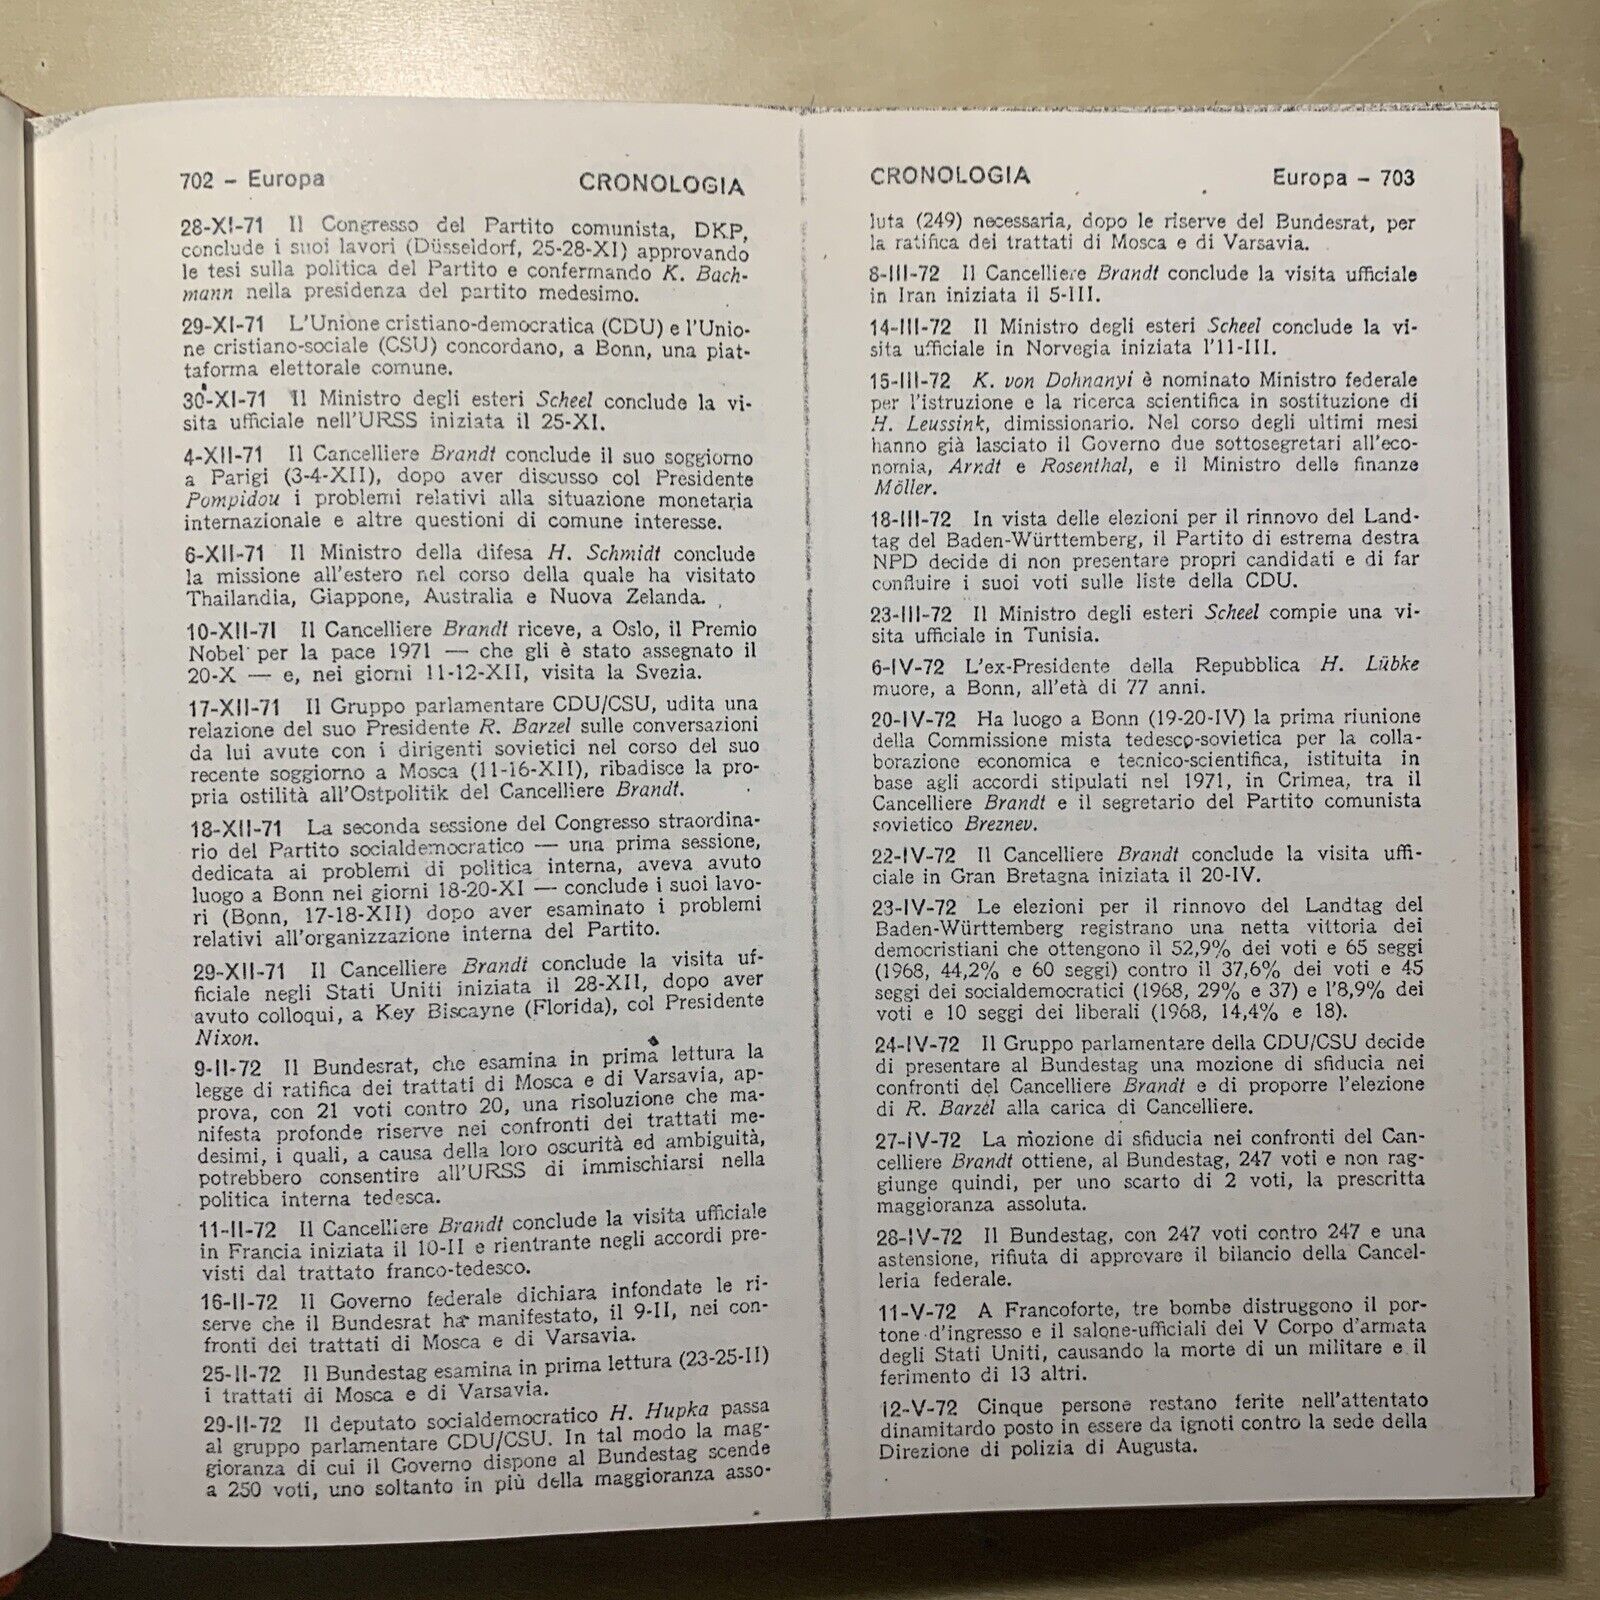 702 – Europa CRONOLOGIA
28-XI-71 Il Congresso del Partito comunista, DKP,
conclude i suoi lavori (Düsseldorf, 25-28-XI) approvando
le tesi sulla politica del Partito e confermando K. Bach-
mann nella presidenza del partito medesimo.
29-XI-71 L'Unione cristiano-democratica (CDU) e l'Unio-
ne cristiano-sociale (CSU) concordano, a Bonn, una piat-
taforma elettorale comune.
30-XI-71 Il Ministro degli esteri Scheel conclude la vi-
sita ufficiale nell'URSS iniziata il 25-XI.
4-XII-71 Il Cancelliere Brandt conclude il suo soggiorno
a Parigi (3-4-XII), dopo aver discusso col Presidente
Pompidou i problemi relativi alla situazione monetaria
internazionale e altre questioni di comune interesse.
6-XII-71 Il Ministro della difesa H. Schmidt conclude
la missione all'estero nel corso della quale ha visitato
Thailandia, Giappone, Australia e Nuova Zelanda.
10-XII-71 Il Cancelliere Brandt riceve, a Oslo, il Premio
Nobel per la pace 1971 — che gli è stato assegnato il
20-X — e, nei giorni 11-12-XII, visita la Svezia.
17-XII-71 Il Gruppo parlamentare CDU/CSU, udita una
relazione del suo Presidente R. Barzel sulle conversazioni
da lui avute con i dirigenti sovietici nel corso del suo
recente soggiorno a Mosca (11-16-XII), ribadisce la pro-
pria ostilità all'Ostpolitik del Cancelliere Brandt.
18-XII-71 La seconda sessione del Congresso straordina-
rio del Partito socialdemocratico — una prima sessione,
dedicata ai problemi di politica interna, aveva avuto
luogo a Bonn nei giorni 18-20-XI — conclude i suoi lavo-
ri (Bonn, 17-18-XII) dopo aver esaminato i problemi
relativi all'organizzazione interna del Partito.
29-XII-71 Il Cancelliere Brandt conclude la visita uf-
ficiale negli Stati Uniti iniziata il 28-XII, dopo aver
avuto colloqui, a Key Biscayne (Florida), col Presidente
Nixon.
9-II-72 Il Bundesrat, che esamina in prima lettura la
legge di ratifica dei trattati di Mosca e di Varsavia, ap-
prova, con 21 voti contro 20, una risoluzione che ma-
nifesta profonde riserve nei confronti dei trattati me-
desimi, i quali, a causa della loro oscurità ed ambiguità,
potrebbero consentire all'URSS di immischiarsi nella
politica interna tedesca.
11-II-72 Il Cancelliere Brandt conclude la visita ufficiale
in Francia iniziata il 10-II e rientrante negli accordi pre-
visti dal trattato franco-tedesco.
16-II-72 Il Governo federale dichiara infondate le ri-
serve che il Bundesrat ha manifestato, il 9-II, nei con-
fronti dei trattati di Mosca e di Varsavia.
25-II-72 Il Bundestag esamina in prima lettura (23-25-II)
i trattati di Mosca e di Varsavia.
29-II-72 Il deputato socialdemocratico H. Hupka passa
al gruppo parlamentare CDU/CSU. In tal modo la mag-
gioranza di cui il Governo dispone al Bundestag scende
a 250 voti, uno soltanto in più della maggioranza asso-
CRONOLOGIA Europa – 703
luta (249) necessaria, dopo le riserve del Bundesrat, per
la ratifica dei trattati di Mosca e di Varsavia.
8-III-72 Il Cancelliere Brandt conclude la visita ufficiale
in Iran iniziata il 5-III.
14-III-72 Il Ministro degli esteri Scheel conclude la vi-
sita ufficiale in Norvegia iniziata l'11-III.
15-III-72 K. von Dohnanyi è nominato Ministro federale
per l'istruzione e la ricerca scientifica in sostituzione di
H. Leussink, dimissionario. Nel corso degli ultimi mesi
hanno già lasciato il Governo due sottosegretari all'eco-
nomia, Arndt e Rosenthal, e il Ministro delle finanze
Möller.
18-III-72 In vista delle elezioni per il rinnovo del Land-
tag del Baden-Württemberg, il Partito di estrema destra
NPD decide di non presentare propri candidati e di far
confluire i suoi voti sulle liste della CDU.
23-III-72 Il Ministro degli esteri Scheel compie una vi-
sita ufficiale in Tunisia.
6-IV-72 L'ex-Presidente della Repubblica H. Lübke
muore, a Bonn, all'età di 77 anni.
20-IV-72 Ha luogo a Bonn (19-20-IV) la prima riunione
della Commissione mista tedesco-sovietica per la colla-
borazione economica e tecnico-scientifica, istituita in
base agli accordi stipulati nel 1971, in Crimea, tra il
Cancelliere Brandt e il segretario del Partito comunista
sovietico Breznev.
22-IV-72 Il Cancelliere Brandt conclude la visita uffi-
ciale in Gran Bretagna iniziata il 20-IV.
23-IV-72 Le elezioni per il rinnovo del Landtag del
Baden-Württemberg registrano una netta vittoria dei
democristiani che ottengono il 52,9% dei voti e 65 seggi
(1968, 44,2% e 60 seggi) contro il 37,6% dei voti e 45
seggi dei socialdemocratici (1968, 29% e 37) e l'8,9% dei
voti e 10 seggi dei liberali (1968, 14,4% e 18).
24-IV-72 Il Gruppo parlamentare della CDU/CSU decide
di presentare al Bundestag una mozione di sfiducia nei
confronti del Cancelliere Brandt e di proporre l'elezione
di R. Barzel alla carica di Cancelliere.
27-IV-72 La mozione di sfiducia nei confronti del Can-
celliere Brandt ottiene, al Bundestag, 247 voti e non rag-
giunge quindi, per uno scarto di 2 voti, la prescritta
maggioranza assoluta.
28-IV-72 Il Bundestag, con 247 voti contro 247 e una
astensione, rifiuta di approvare il bilancio della Cancel-
leria federale.
11-V-72 A Francoforte, tre bombe distruggono il por-
tone d'ingresso e il salone-ufficiali dei V Corpo d'armata
degli Stati Uniti, causando la morte di un militare e il
ferimento di 13 altri.
12-V-72 Cinque persone restano ferite nell'attentato
dinamitardo posto in essere da ignoti contro la sede della
Direzione di polizia di Augusta.